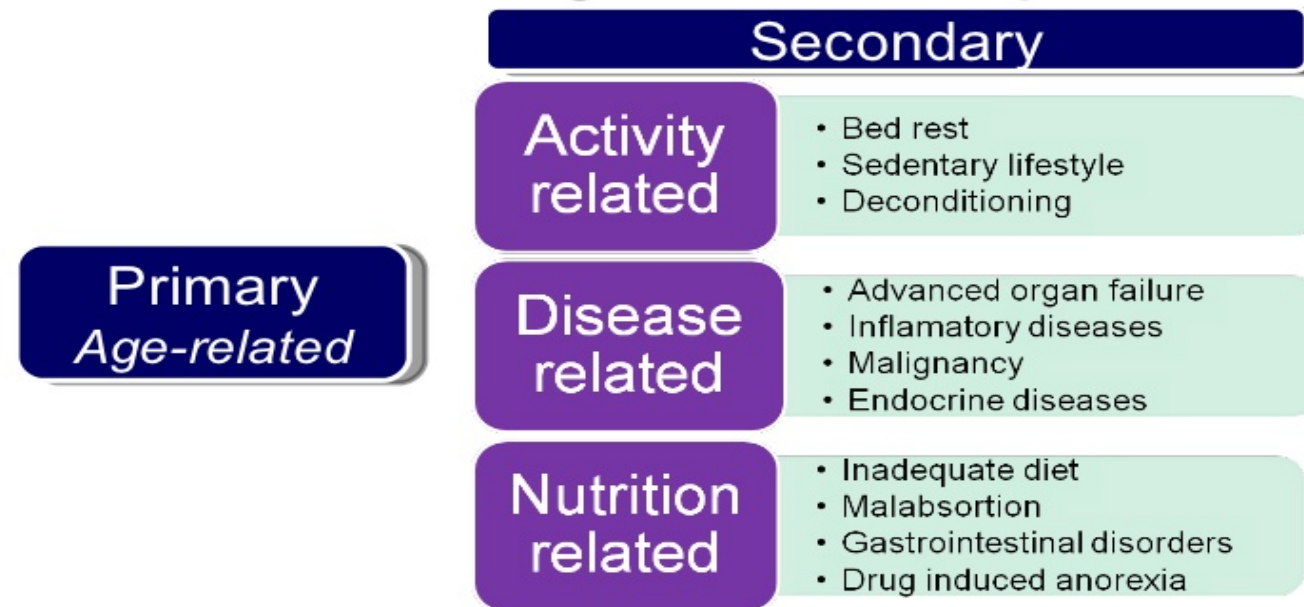 Secondary
Primary
Age-related
Activity
related
• Bed rest
• Sedentary lifestyle
• Deconditioning
Disease
related
• Advanced organ failure
• Inflamatory diseases
• Malignancy
• Endocrine diseases
Nutrition
related
• Inadequate diet
• Malabsortion
• Gastrointestinal disorders
• Drug induced anorexia